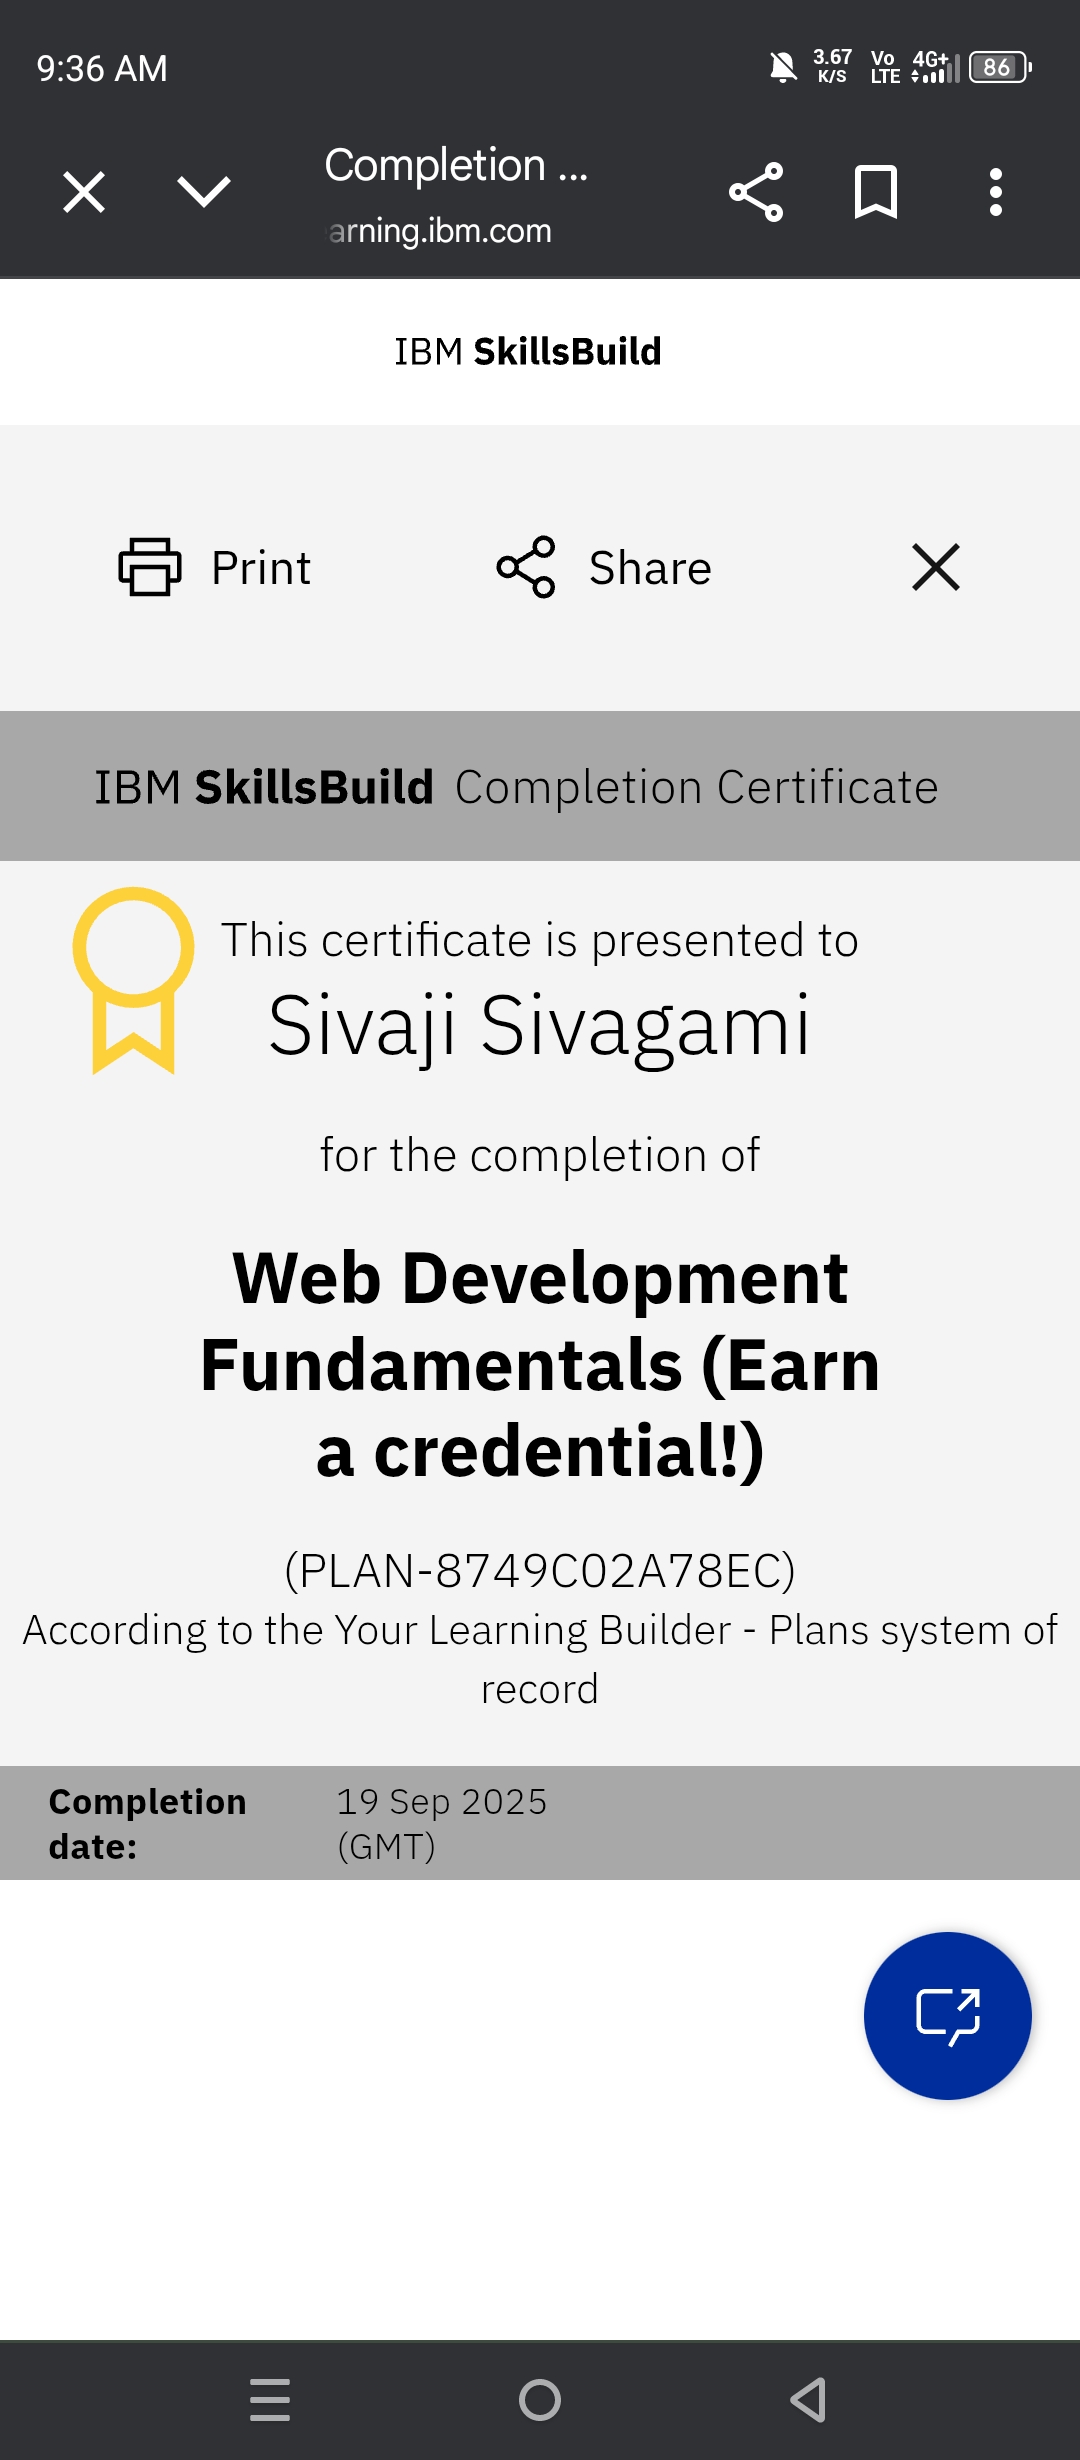 9:36 AM
3.67 K/S Vo LTE 4G+ 86
Completion ...
arning.ibm.com
IBM SkillsBuild
Print Share
IBM SkillsBuild Completion Certificate
This certificate is presented to
Sivaji Sivagami
for the completion of
Web Development
Fundamentals (Earn
a credential!)
(PLAN-8749C02A78EC)
According to the Your Learning Builder - Plans system of
record
Completion date: 19 Sep 2025 (GMT)